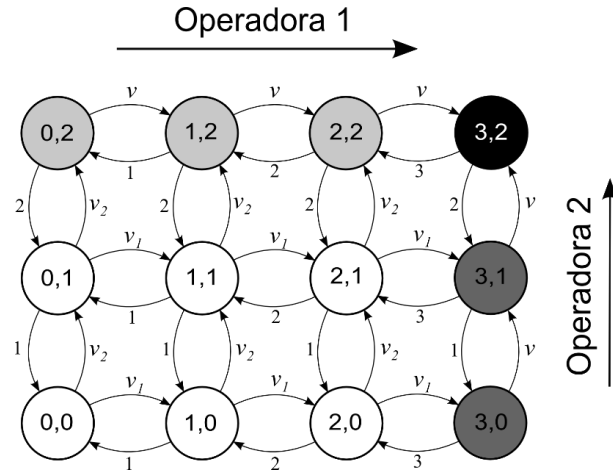 Operadora 1
v v v
0,2 1,2 2,2 3,2
1 2 3
2 v₂ 2 v₂ 2 v₂ 2 v
v₁ v₁ v₁
0,1 1,1 2,1 3,1
1 2 3
1 v₂ 1 v₂ 1 v₂ 1 v
v₁ v₁ v₁
0,0 1,0 2,0 3,0
1 2 3
Operadora 2